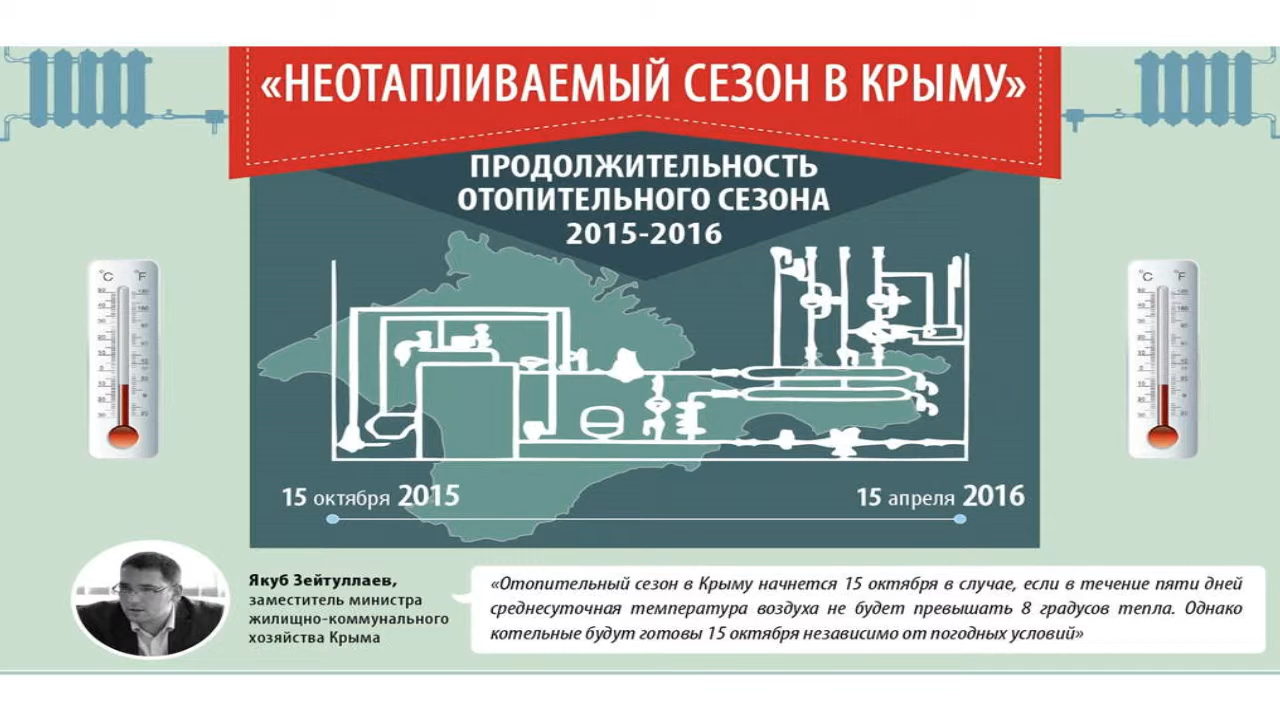 «НЕОТАПЛИВАЕМЫЙ СЕЗОН В КРЫМУ»
ПРОДОЛЖИТЕЛЬНОСТЬ
ОТОПИТЕЛЬНОГО СЕЗОНА
2015-2016
°C °F
°C °F
15 октября 2015
15 апреля 2016
Якуб Зейтуллаев,
заместитель министра
жилищно-коммунального
хозяйства Крыма
«Отопительный сезон в Крыму начнется 15 октября в случае, если в течение пяти дней
среднесуточная температура воздуха не будет превышать 8 градусов тепла. Однако
котельные будут готовы 15 октября независимо от погодных условий»